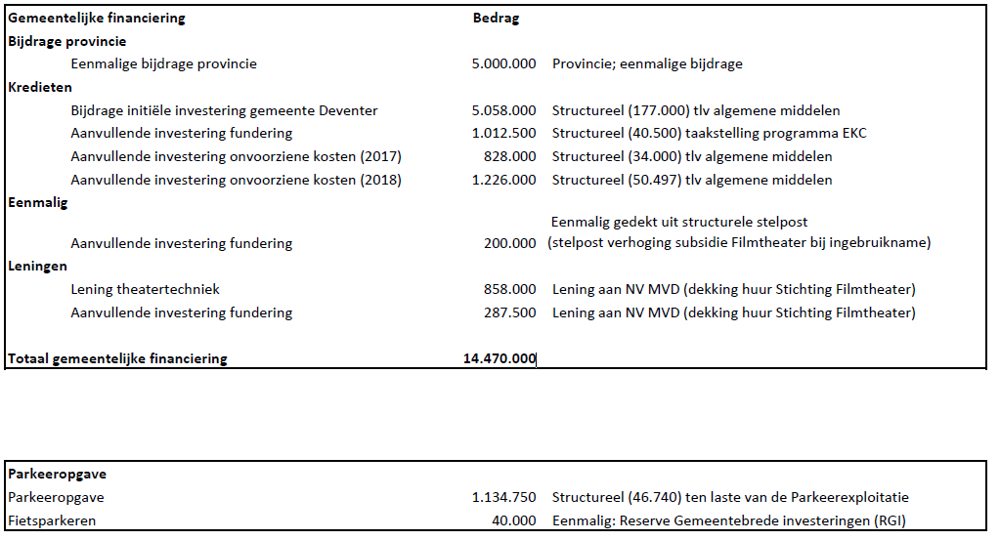 Gemeentelijke financiering Bedrag
Bijdrage provincie
Eenmalige bijdrage provincie 5.000.000 Provincie; eenmalige bijdrage
Kredieten
Bijdrage initiële investering gemeente Deventer 5.058.000 Structureel (177.000) tlv algemene middelen
Aanvullende investering fundering 1.012.500 Structureel (40.500) taakstelling programma EKC
Aanvullende investering onvoorziene kosten (2017) 828.000 Structureel (34.000) tlv algemene middelen
Aanvullende investering onvoorziene kosten (2018) 1.226.000 Structureel (50.497) tlv algemene middelen
Eenmalig
Eenmalig gedekt uit structurele stelpost
Aanvullende investering fundering 200.000 (stelpost verhoging subsidie Filmtheater bij ingebruikname)
Leningen
Lening theatertechniek 858.000 Lening aan NV MVD (dekking huur Stichting Filmtheater)
Aanvullende investering fundering 287.500 Lening aan NV MVD (dekking huur Stichting Filmtheater)
Totaal gemeentelijke financiering 14.470.000
Parkeeropgave
Parkeeropgave 1.134.750 Structureel (46.740) ten laste van de Parkeerexploitatie
Fietsparkeren 40.000 Eenmalig: Reserve Gemeentebrede investeringen (RGI)